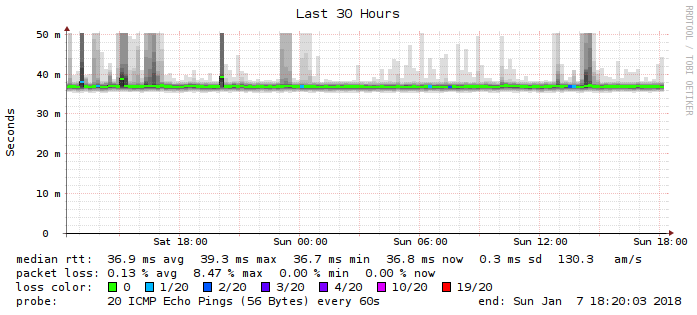 Last 30 Hours
RRDTOOL / TOBI OETIKER
Seconds
50 m
40 m
30 m
20 m
10 m
0
Sat 18:00 Sun 00:00 Sun 06:00 Sun 12:00 Sun 18:00
median rtt: 36.9 ms avg 39.3 ms max 36.7 ms min 36.8 ms now 0.3 ms sd 130.3 am/s
packet loss: 0.13 % avg 8.47 % max 0.00 % min 0.00 % now
loss color: 0 1/20 2/20 3/20 4/20 10/20 19/20
probe: 20 ICMP Echo Pings (56 Bytes) every 60s end: Sun Jan 7 18:20:03 2018